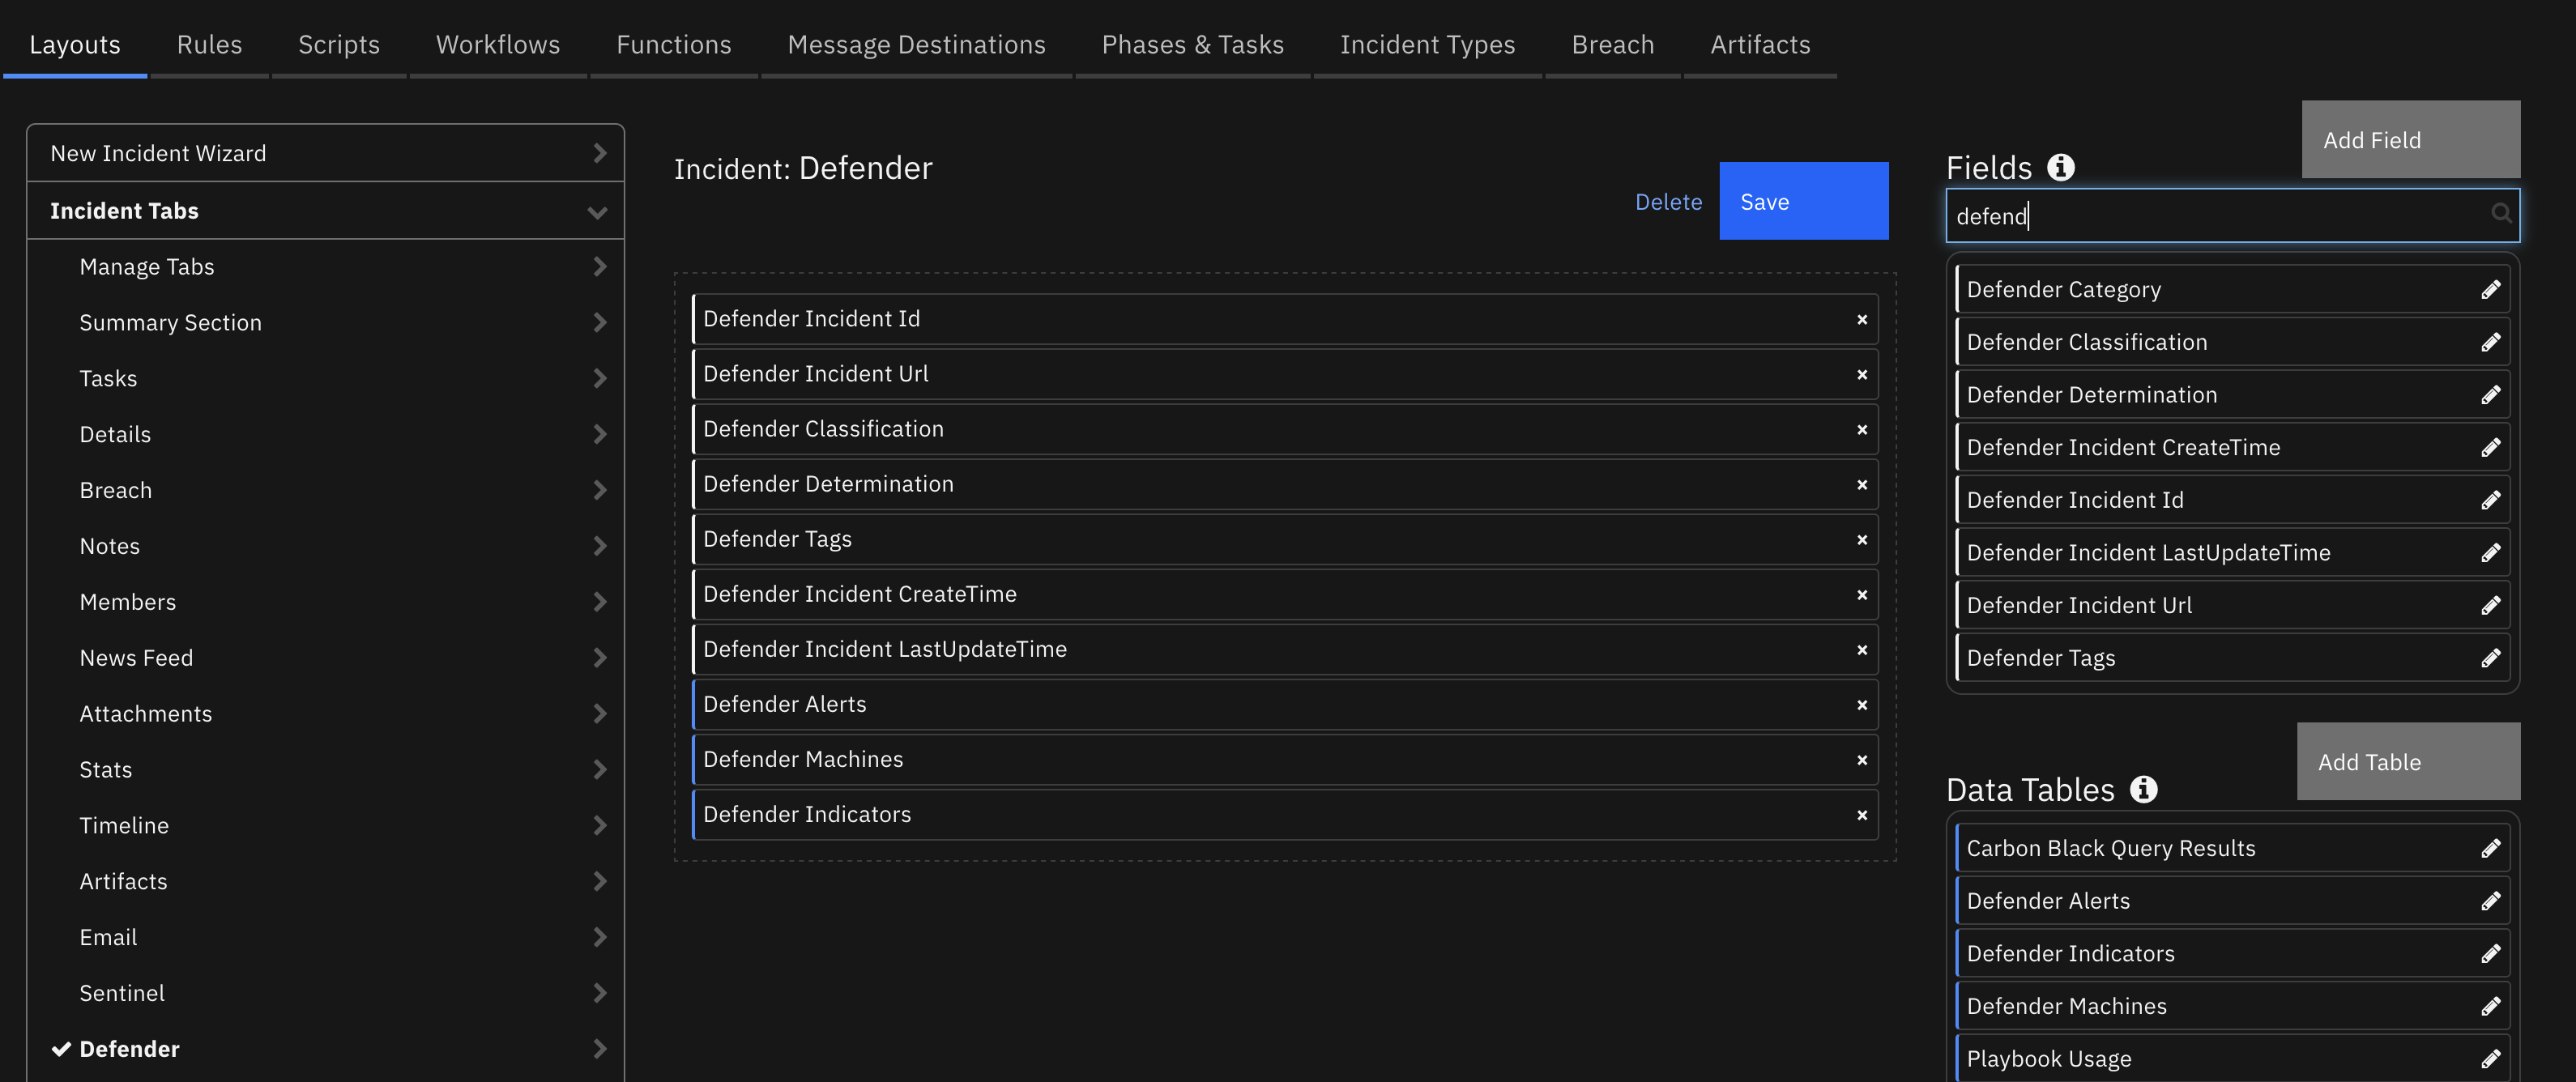 Layouts Rules Scripts Workflows Functions Message Destinations Phases & Tasks Incident Types Breach Artifacts
New Incident Wizard
Incident Tabs
Manage Tabs
Summary Section
Tasks
Details
Breach
Notes
Members
News Feed
Attachments
Stats
Timeline
Artifacts
Email
Sentinel
Defender
Incident: Defender
Delete Save
Defender Incident Id
Defender Incident Url
Defender Classification
Defender Determination
Defender Tags
Defender Incident CreateTime
Defender Incident LastUpdateTime
Defender Alerts
Defender Machines
Defender Indicators
Add Field
Fields
defend
Defender Category
Defender Classification
Defender Determination
Defender Incident CreateTime
Defender Incident Id
Defender Incident LastUpdateTime
Defender Incident Url
Defender Tags
Add Table
Data Tables
Carbon Black Query Results
Defender Alerts
Defender Indicators
Defender Machines
Playbook Usage